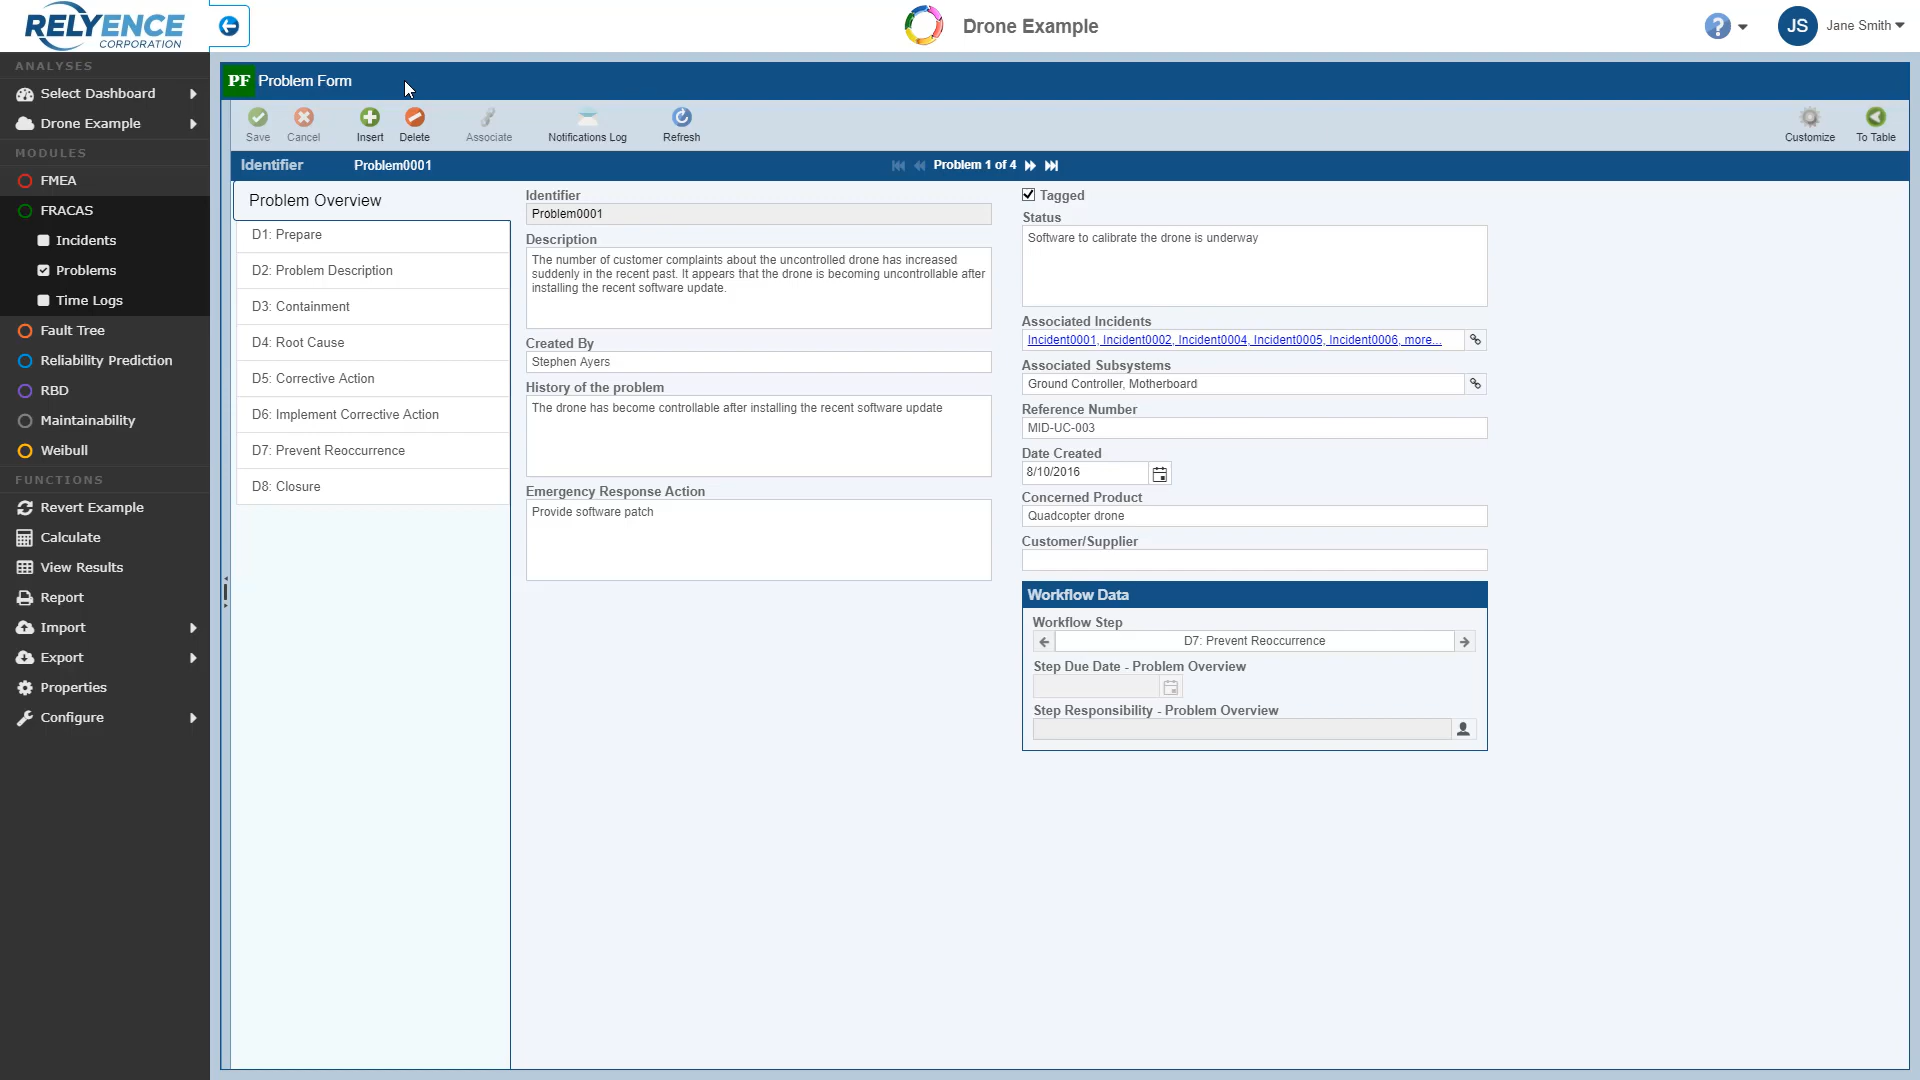 RELYENCE
CORPORATION
Drone Example
?
JS
Jane Smith
ANALYSES
Select Dashboard
Drone Example
MODULES
FMEA
FRACAS
Incidents
Problems
Time Logs
Fault Tree
Reliability Prediction
RBD
Maintainability
Weibull
FUNCTIONS
Revert Example
Calculate
View Results
Report
Import
Export
Properties
Configure
PF Problem Form
Save
Cancel
Insert
Delete
Associate
Notifications Log
Refresh
Customize
To Table
Identifier
Problem0001
Problem 1 of 4
Problem Overview
D1: Prepare
D2: Problem Description
D3: Containment
D4: Root Cause
D5: Corrective Action
D6: Implement Corrective Action
D7: Prevent Reoccurrence
D8: Closure
Identifier
Problem0001
Description
The number of customer complaints about the uncontrolled drone has increased
suddenly in the recent past. It appears that the drone is becoming uncontrollable after
installing the recent software update.
Created By
Stephen Ayers
History of the problem
The drone has become controllable after installing the recent software update
Emergency Response Action
Provide software patch
Tagged
Status
Software to calibrate the drone is underway
Associated Incidents
Incident0001, Incident0002, Incident0004, Incident0005, Incident0006, more...
Associated Subsystems
Ground Controller, Motherboard
Reference Number
MID-UC-003
Date Created
8/10/2016
Concerned Product
Quadcopter drone
Customer/Supplier
Workflow Data
Workflow Step
D7: Prevent Reoccurrence
Step Due Date - Problem Overview
Step Responsibility - Problem Overview